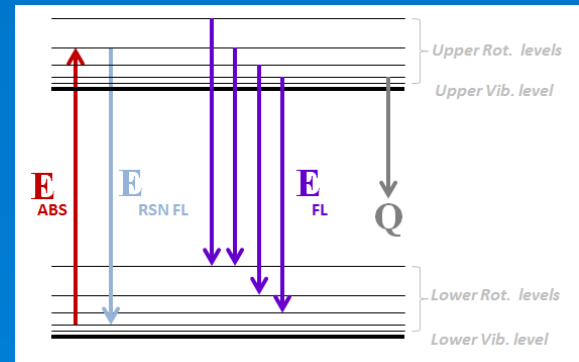 Upper Rot. levels
Upper Vib. level
E ABS
E RSN FL
E FL
Q
Lower Rot. levels
Lower Vib. level